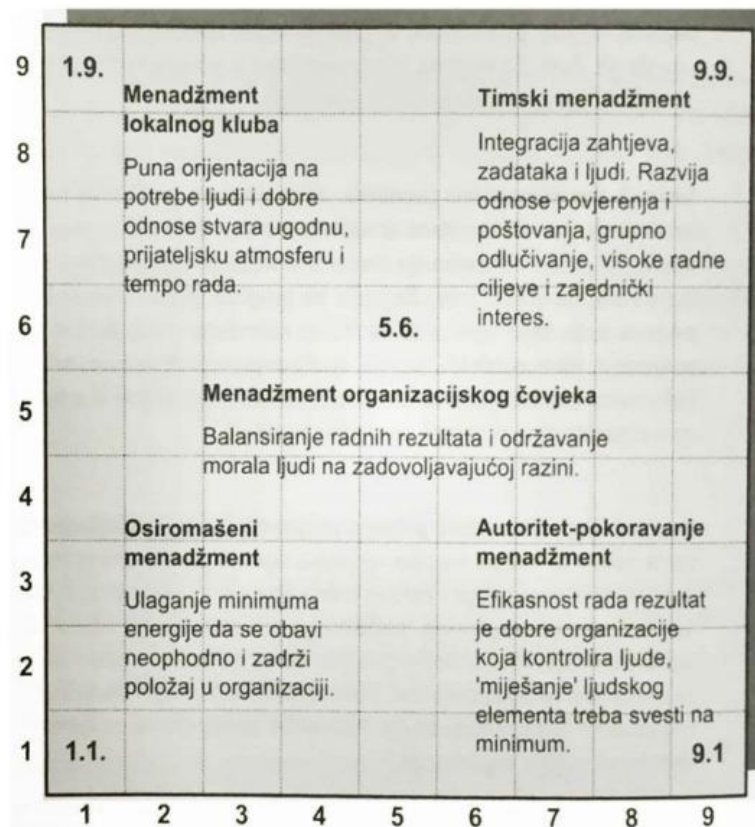 9
1.9.
9.9.
Menadžment
lokalnog kluba
Puna orijentacija na
potrebe ljudi i dobre
odnose stvara ugodnu,
prijateljsku atmosferu i
tempo rada.
Timski menadžment
Integracija zahtjeva,
zadataka i ljudi. Razvija
odnose povjerenja i
poštovanja, grupno
odlučivanje, visoke radne
ciljeve i zajednički
interes.
8
7
6
5.6.
5
Menadžment organizacijskog čovjeka
Balansiranje radnih rezultata i održavanje
morala ljudi na zadovoljavajućoj razini.
4
Osiromašeni
menadžment
Ulaganje minimuma
energije da se obavi
neophodno i zadrži
položaj u organizaciji.
Autoritet-pokoravanje
menadžment
Efikasnost rada rezultat
je dobre organizacije
koja kontrolira ljude,
'miješanje' ljudskog
elementa treba svesti na
minimum.
3
2
1
1.1.
9.1
1 2 3 4 5 6 7 8 9